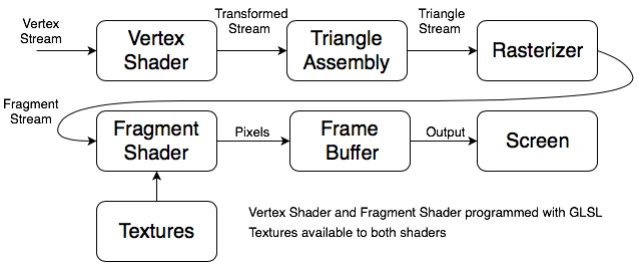 Vertex
Stream
Vertex
Shader
Transformed
Stream
Triangle
Assembly
Triangle
Stream
Rasterizer
Fragment
Stream
Fragment
Shader
Pixels
Frame
Buffer
Output
Screen
Textures
Vertex Shader and Fragment Shader programmed with GLSL
Textures available to both shaders